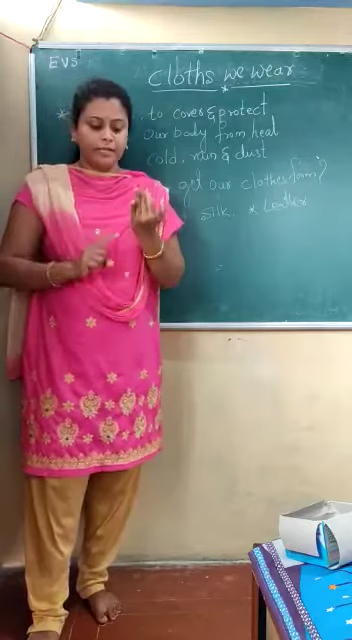 EVS
Cloths we wear
* to cover & protect
Our body from heal
cold, rain & dust
get our clothes from?
silk. * Leather